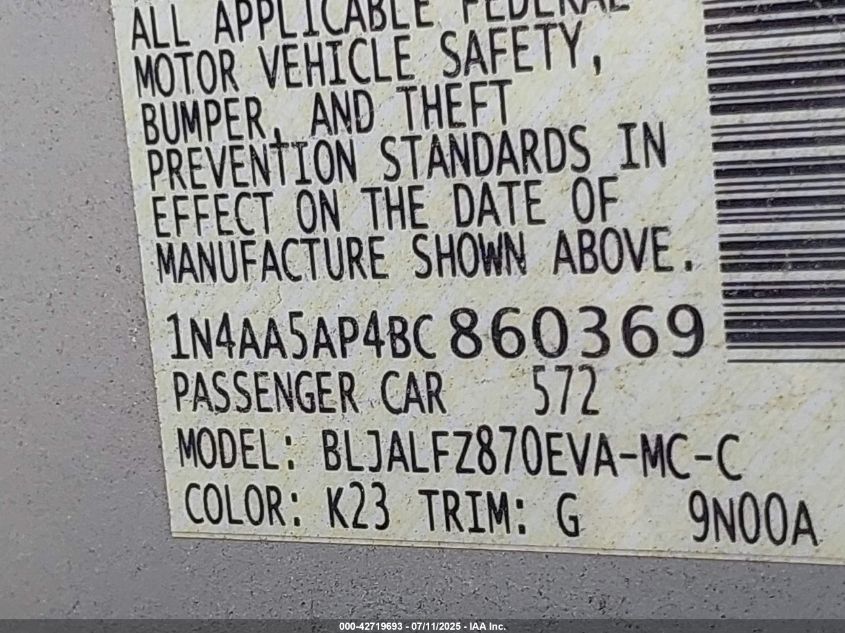 ALL APPLICABLE FEDERAL
MOTOR VEHICLE SAFETY,
BUMPER, AND THEFT
PREVENTION STANDARDS IN
EFFECT ON THE DATE OF
MANUFACTURE SHOWN ABOVE.
1N4AA5AP4BC860369
PASSENGER CAR 572
MODEL: BLJALFZ870EVA-MC-C
COLOR: K23 TRIM: G 9N00A
000-42719693 - 07/11/2025 - IAA Inc.